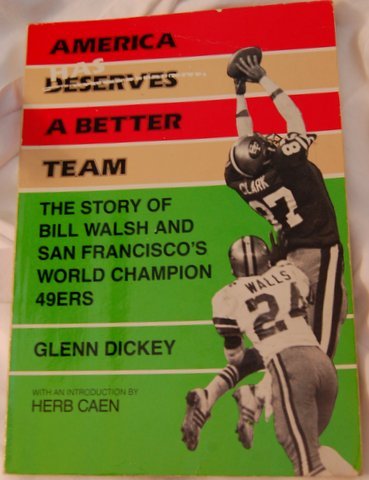 AMERICA
HAS
DESERVES
A BETTER
TEAM
THE STORY OF
BILL WALSH AND
SAN FRANCISCO'S
WORLD CHAMPION
49ERS
GLENN DICKEY
WITH AN INTRODUCTION BY
HERB CAEN
CLARK
87
WALLS
24